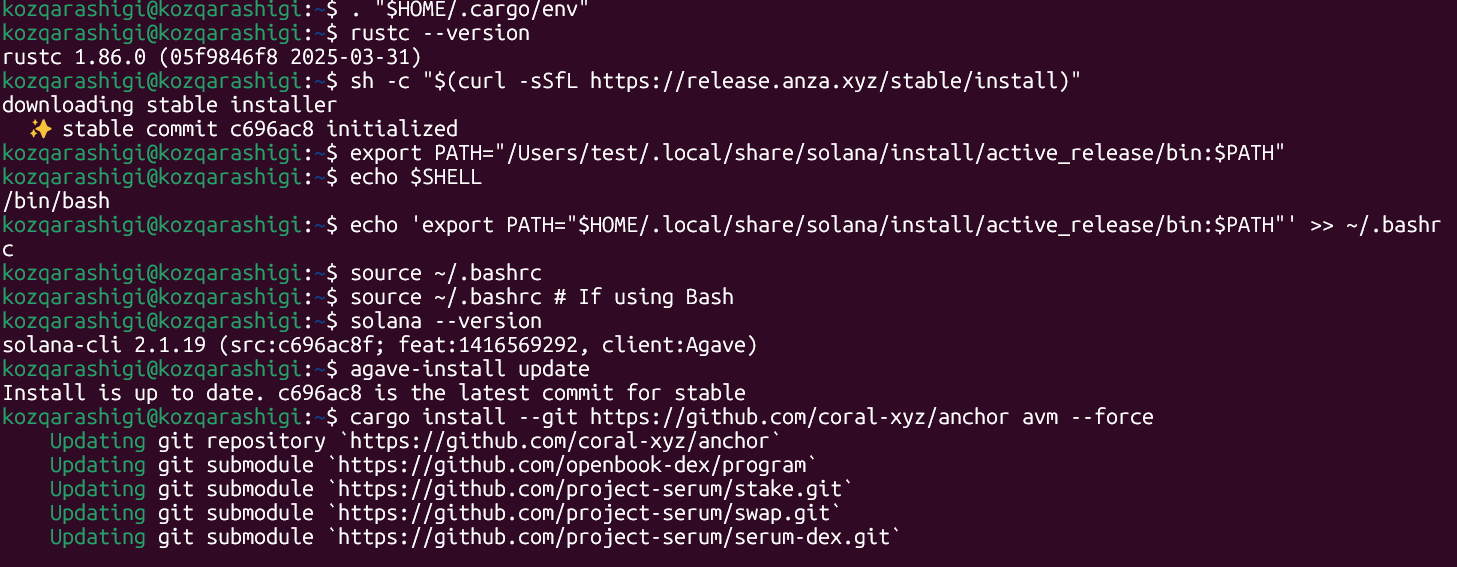 kozqarashigi@kozqarashigi:~$ . "$HOME/.cargo/env"
kozqarashigi@kozqarashigi:~$ rustc --version
rustc 1.86.0 (05f9846f8 2025-03-31)
kozqarashigi@kozqarashigi:~$ sh -c "$(curl -sSfL https://release.anza.xyz/stable/install)"
downloading stable installer
  ✨ stable commit c696ac8 initialized
kozqarashigi@kozqarashigi:~$ export PATH="/Users/test/.local/share/solana/install/active_release/bin:$PATH"
kozqarashigi@kozqarashigi:~$ echo $SHELL
/bin/bash
kozqarashigi@kozqarashigi:~$ echo 'export PATH="$HOME/.local/share/solana/install/active_release/bin:$PATH"' >> ~/.bashr
c
kozqarashigi@kozqarashigi:~$ source ~/.bashrc
kozqarashigi@kozqarashigi:~$ source ~/.bashrc # If using Bash
kozqarashigi@kozqarashigi:~$ solana --version
solana-cli 2.1.19 (src:c696ac8f; feat:1416569292, client:Agave)
kozqarashigi@kozqarashigi:~$ agave-install update
Install is up to date. c696ac8 is the latest commit for stable
kozqarashigi@kozqarashigi:~$ cargo install --git https://github.com/coral-xyz/anchor avm --force
    Updating git repository `https://github.com/coral-xyz/anchor`
    Updating git submodule `https://github.com/openbook-dex/program`
    Updating git submodule `https://github.com/project-serum/stake.git`
    Updating git submodule `https://github.com/project-serum/swap.git`
    Updating git submodule `https://github.com/project-serum/serum-dex.git`